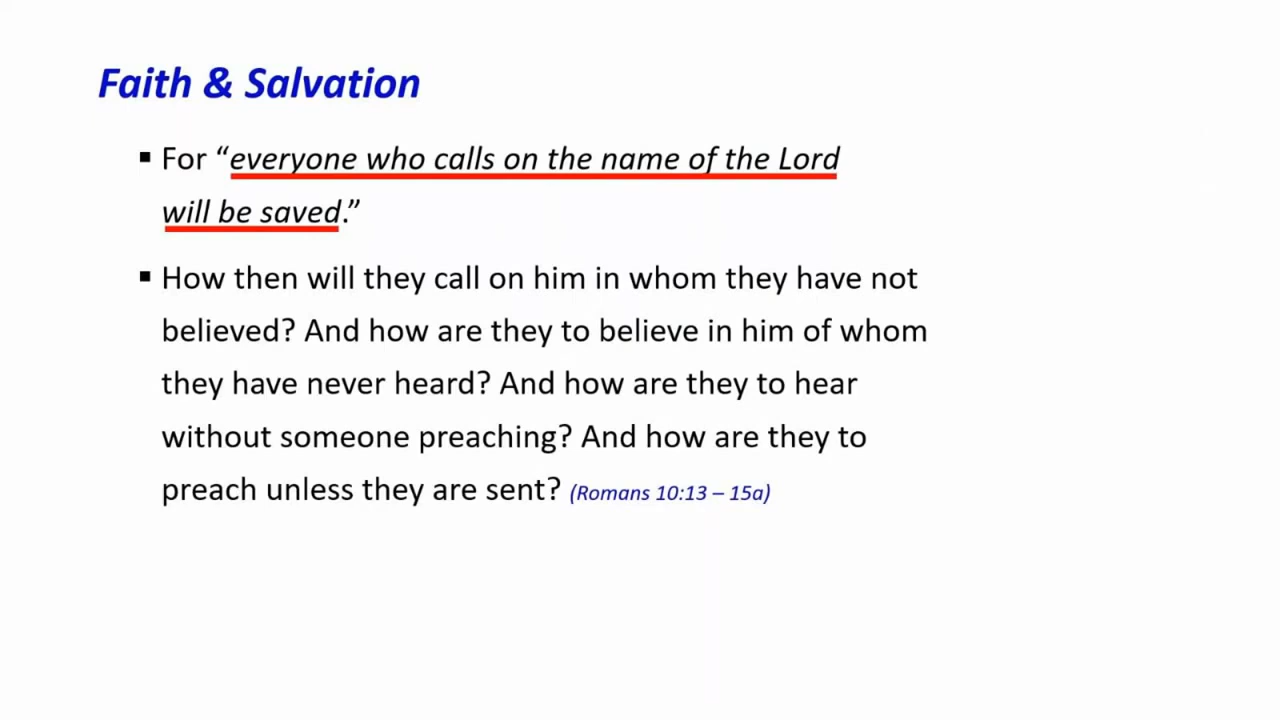 Faith & Salvation
▪ For “everyone who calls on the name of the Lord
will be saved.”
▪ How then will they call on him in whom they have not
believed? And how are they to believe in him of whom
they have never heard? And how are they to hear
without someone preaching? And how are they to
preach unless they are sent? (Romans 10:13 – 15a)